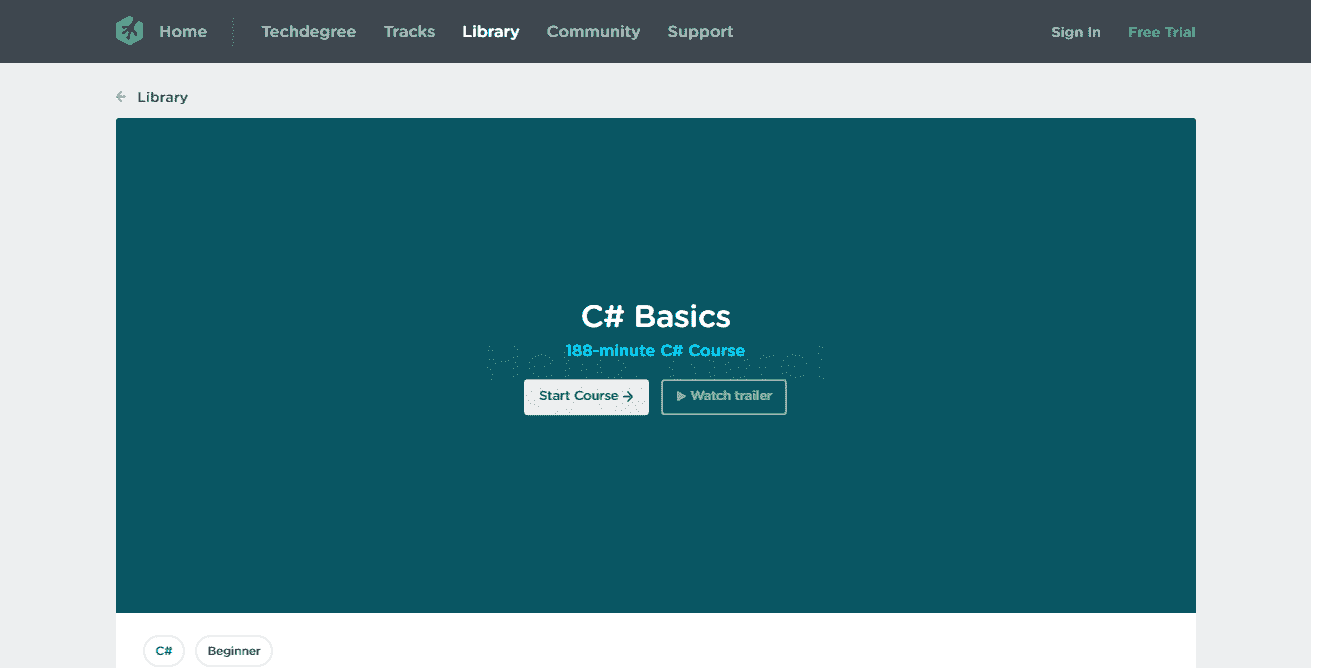 Home Techdegree Tracks Library Community Support Sign In Free Trial
← Library
C# Basics
188-minute C# Course
Start Course → Watch trailer
C# Beginner